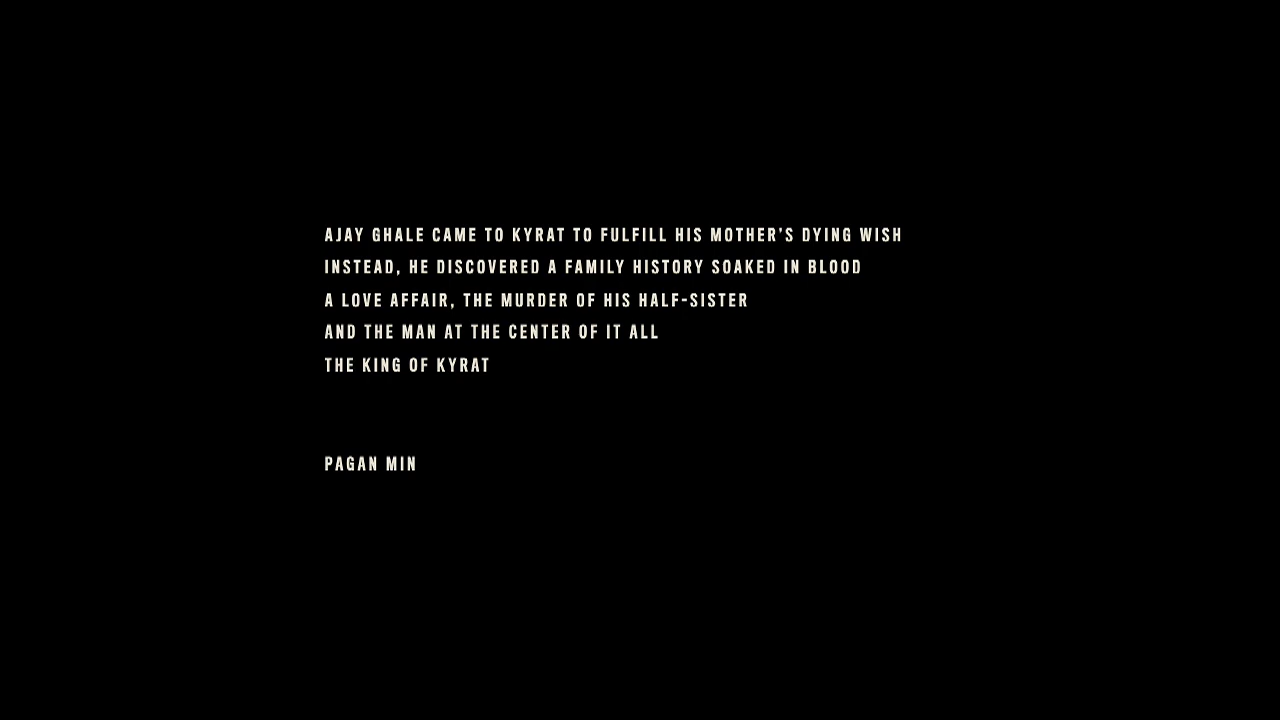 AJAY GHALE CAME TO KYRAT TO FULFILL HIS MOTHER'S DYING WISH
INSTEAD, HE DISCOVERED A FAMILY HISTORY SOAKED IN BLOOD
A LOVE AFFAIR, THE MURDER OF HIS HALF-SISTER
AND THE MAN AT THE CENTER OF IT ALL
THE KING OF KYRAT
PAGAN MIN